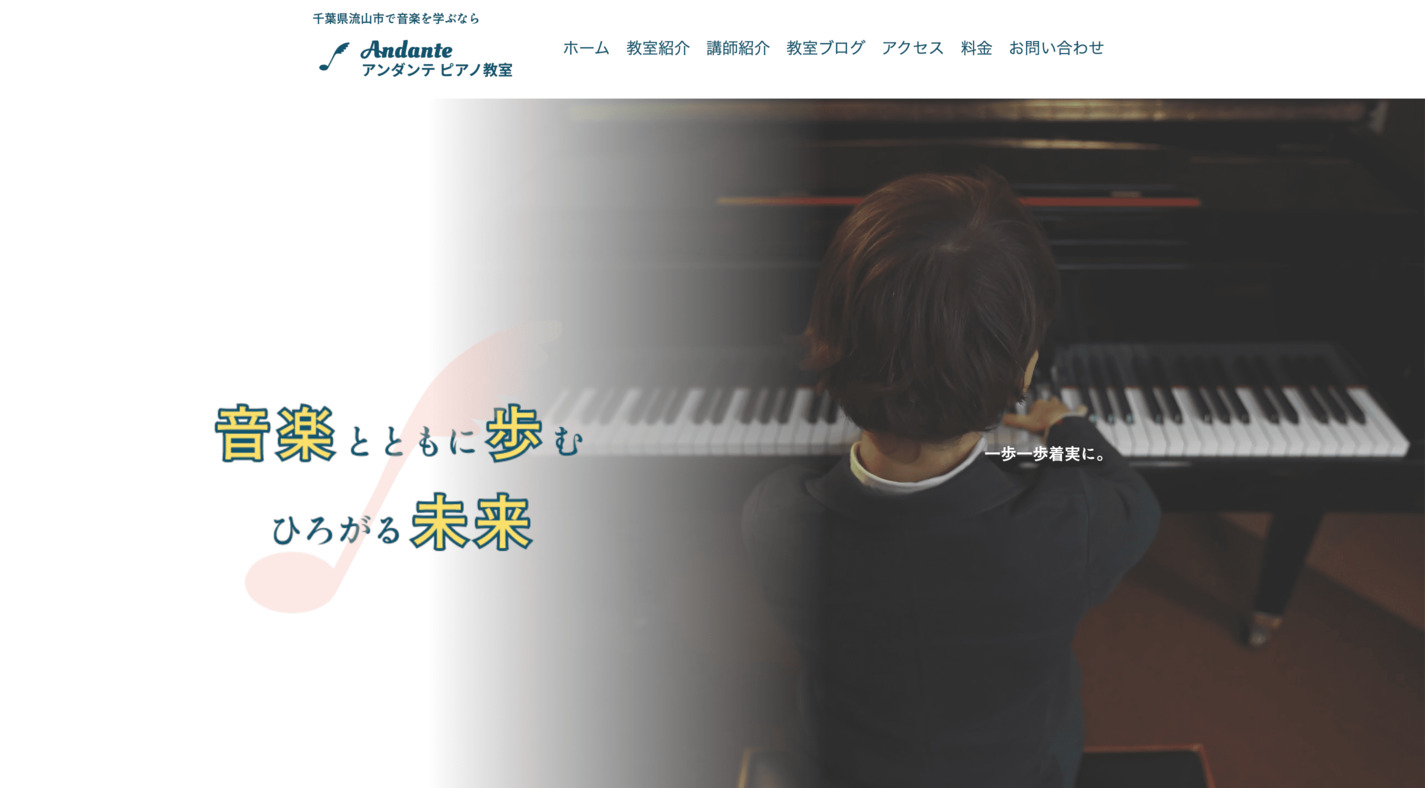 千葉県流山市で音楽を学ぶなら
Andante
アンダンテ ピアノ教室
ホーム 教室紹介 講師紹介 教室ブログ アクセス 料金 お問い合わせ
音楽とともに歩む
ひろがる未来
一歩一歩着実に。